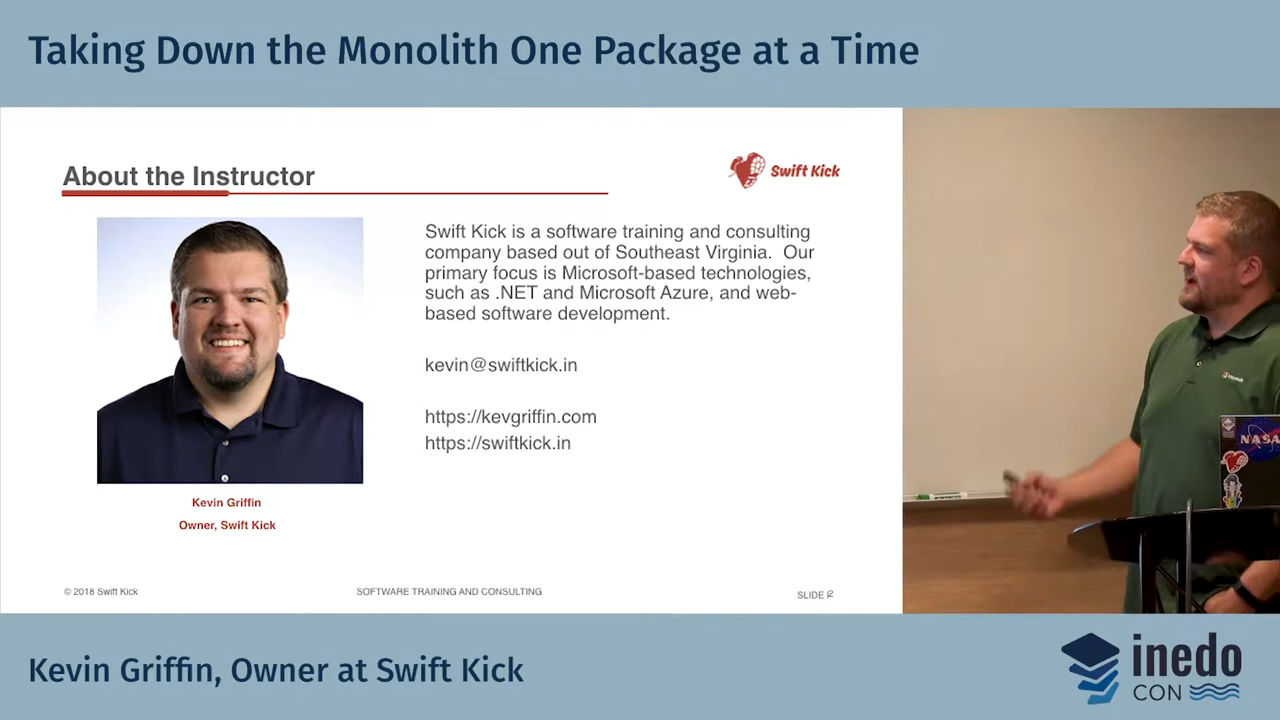 Taking Down the Monolith One Package at a Time
About the Instructor
Swift Kick
Swift Kick is a software training and consulting
company based out of Southeast Virginia.  Our
primary focus is Microsoft-based technologies,
such as .NET and Microsoft Azure, and web-
based software development.
kevin@swiftkick.in
https://kevgriffin.com
https://swiftkick.in
Kevin Griffin
Owner, Swift Kick
© 2018 Swift Kick
SOFTWARE TRAINING AND CONSULTING
SLIDE
Microsoft
NASA
Kevin Griffin, Owner at Swift Kick
inedo
CON